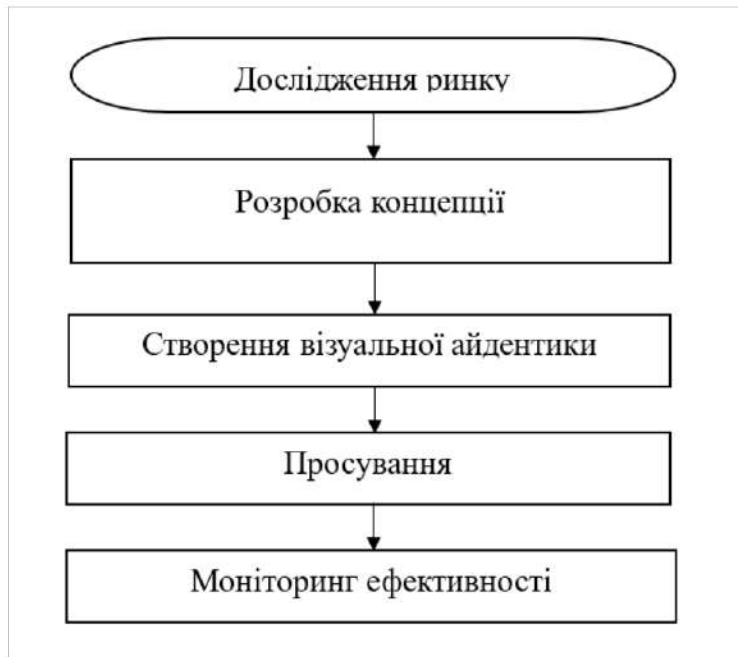 Дослідження ринку
Розробка концепції
Створення візуальної айдентики
Просування
Моніторинг ефективності